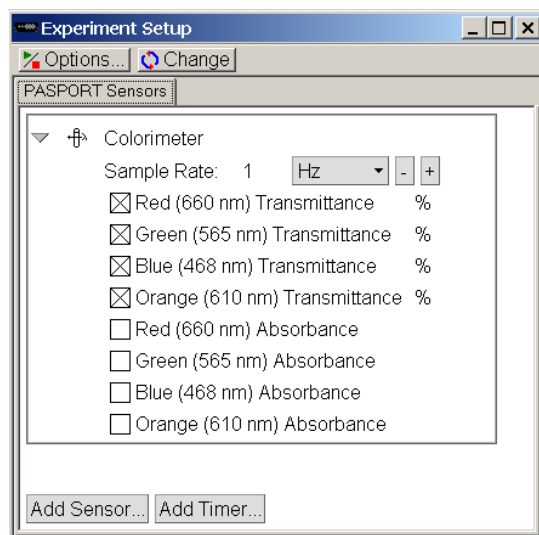 Experiment Setup
Options... Change
PASPORT Sensors
Colorimeter
Sample Rate: 1 Hz - +
Red (660 nm) Transmittance %
Green (565 nm) Transmittance %
Blue (468 nm) Transmittance %
Orange (610 nm) Transmittance %
Red (660 nm) Absorbance
Green (565 nm) Absorbance
Blue (468 nm) Absorbance
Orange (610 nm) Absorbance
Add Sensor... Add Timer...